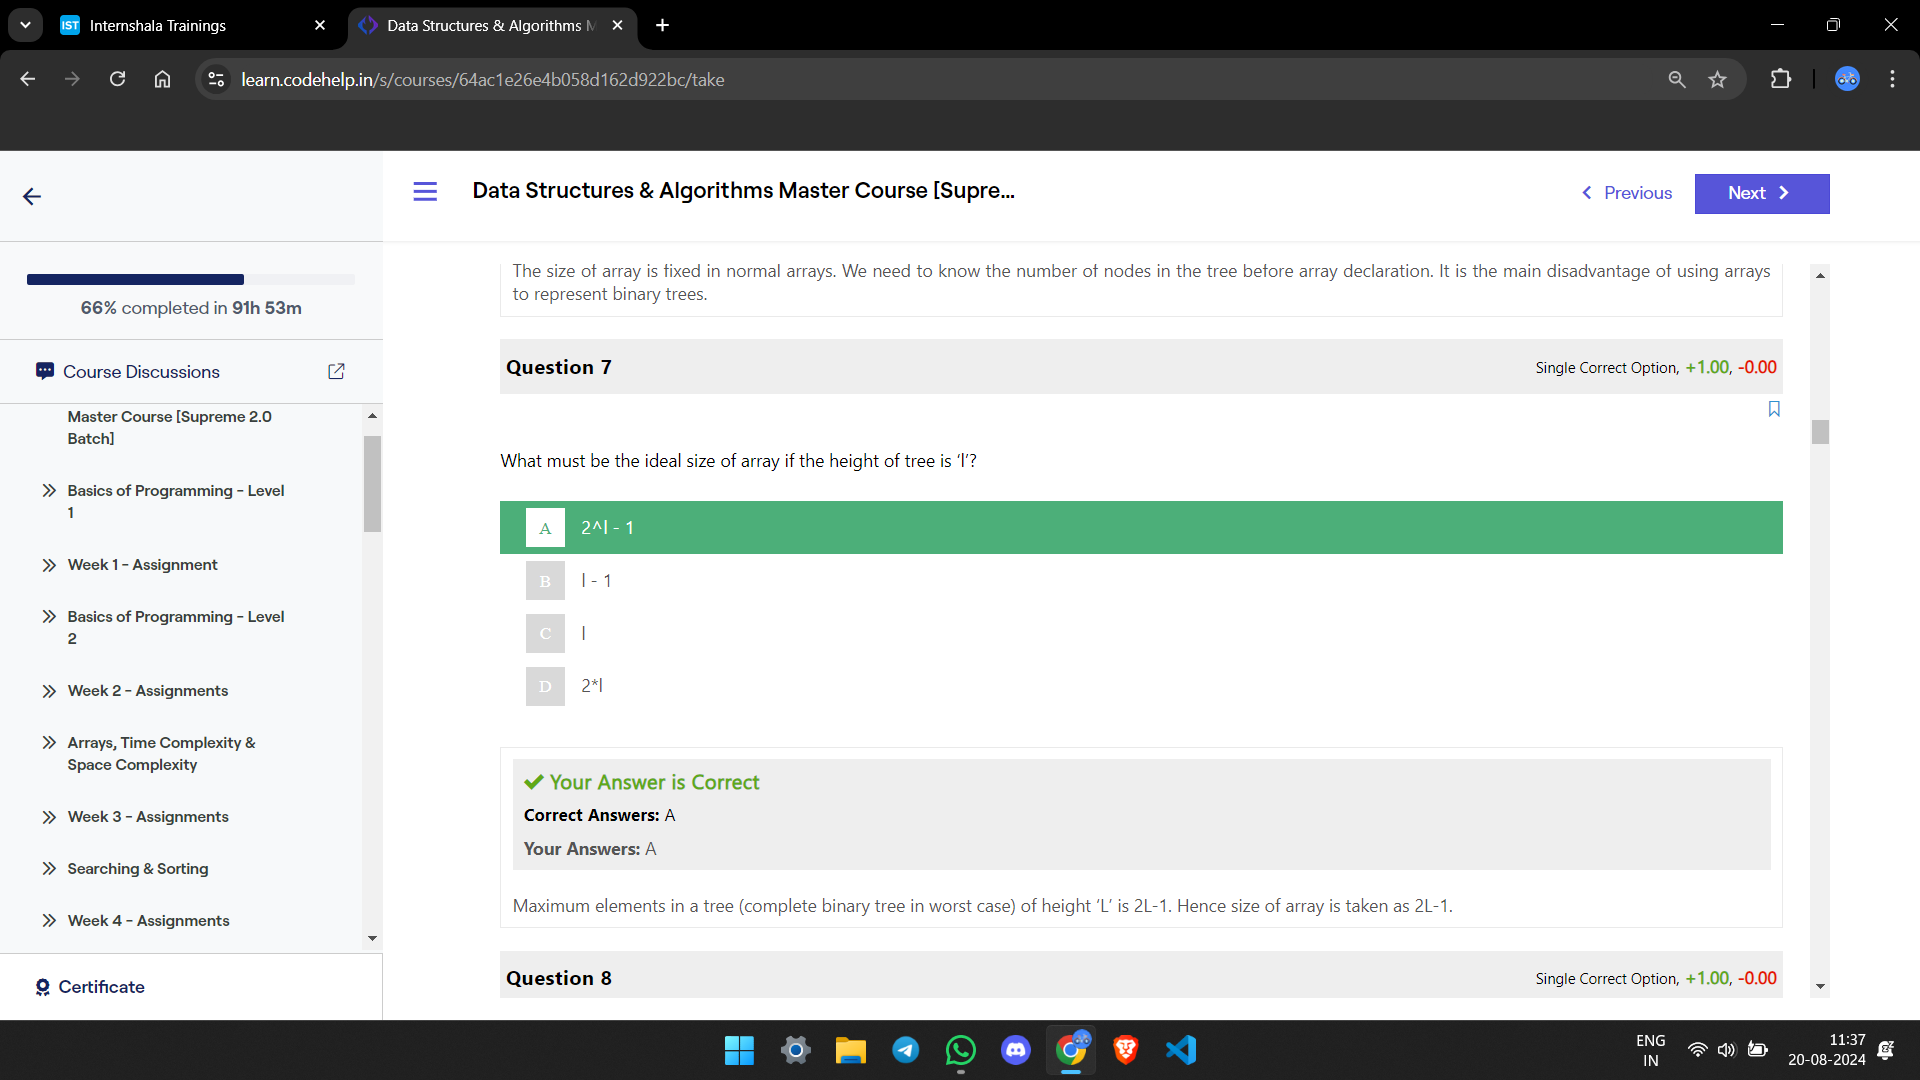 IST Internshala Trainings
Data Structures & Algorithms M
learn.codehelp.in/s/courses/64ac1e26e4b058d162d922bc/take
Data Structures & Algorithms Master Course [Supre...
Previous
Next
66% completed in 91h 53m
Course Discussions
Master Course [Supreme 2.0
Batch]
Basics of Programming - Level
1
Week 1 - Assignment
Basics of Programming - Level
2
Week 2 - Assignments
Arrays, Time Complexity &
Space Complexity
Week 3 - Assignments
Searching & Sorting
Week 4 - Assignments
Certificate
The size of array is fixed in normal arrays. We need to know the number of nodes in the tree before array declaration. It is the main disadvantage of using arrays
to represent binary trees.
Question 7
Single Correct Option, +1.00, -0.00
What must be the ideal size of array if the height of tree is ‘l’?
A 2^l - 1
B l - 1
C l
D 2*l
Your Answer is Correct
Correct Answers: A
Your Answers: A
Maximum elements in a tree (complete binary tree in worst case) of height ‘L’ is 2L-1. Hence size of array is taken as 2L-1.
Question 8
Single Correct Option, +1.00, -0.00
ENG
IN
11:37
20-08-2024